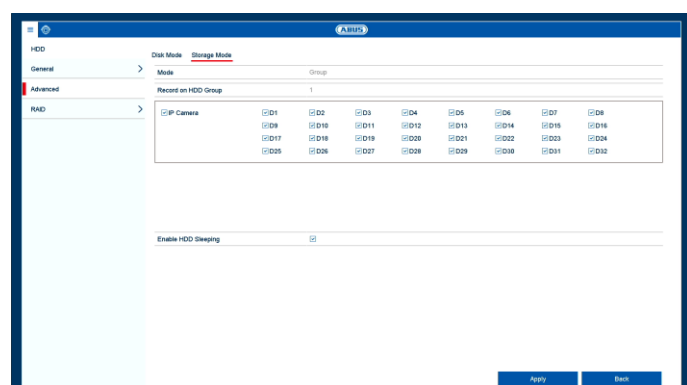 ABUS
HDD
General
Advanced
RAID
Disk Mode Storage Mode
Mode Group
Record on HDD Group 1
IP Camera D1 D2 D3 D4 D5 D6 D7 D8
D9 D10 D11 D12 D13 D14 D15 D16
D17 D18 D19 D20 D21 D22 D23 D24
D25 D26 D27 D28 D29 D30 D31 D32
Enable HDD Sleeping
Apply Back